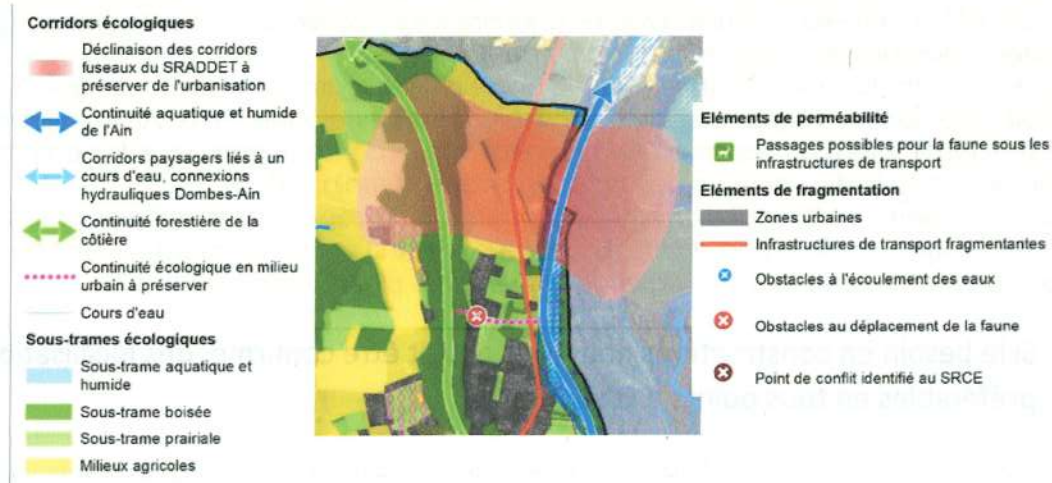 Corridors écologiques
Déclinaison des corridors
fuseaux du SRADDET à
préserver de l'urbanisation
Continuité aquatique et humide
de l'Ain
Corridors paysagers liés à un
cours d'eau, connexions
hydrauliques Dombes-Ain
Continuité forestière de la
côtière
Continuité écologique en milieu
urbain à préserver
Cours d'eau
Sous-trames écologiques
Sous-trame aquatique et
humide
Sous-trame boisée
Sous-trame prairiale
Milieux agricoles
Eléments de perméabilité
Passages possibles pour la faune sous les
infrastructures de transport
Eléments de fragmentation
Zones urbaines
Infrastructures de transport fragmentantes
Obstacles à l'écoulement des eaux
Obstacles au déplacement de la faune
Point de conflit identifié au SRCE